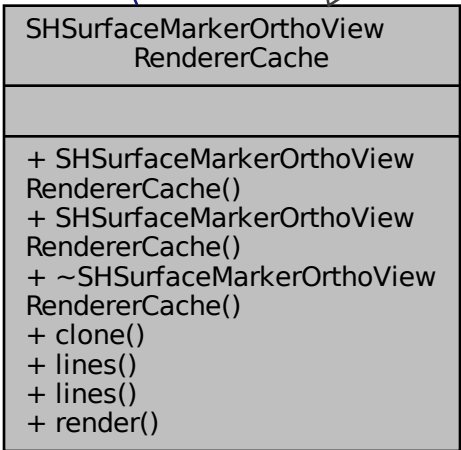 SHSurfaceMarkerOrthoView
RendererCache
+ SHSurfaceMarkerOrthoView
RendererCache()
+ SHSurfaceMarkerOrthoView
RendererCache()
+ ~SHSurfaceMarkerOrthoView
RendererCache()
+ clone()
+ lines()
+ lines()
+ render()